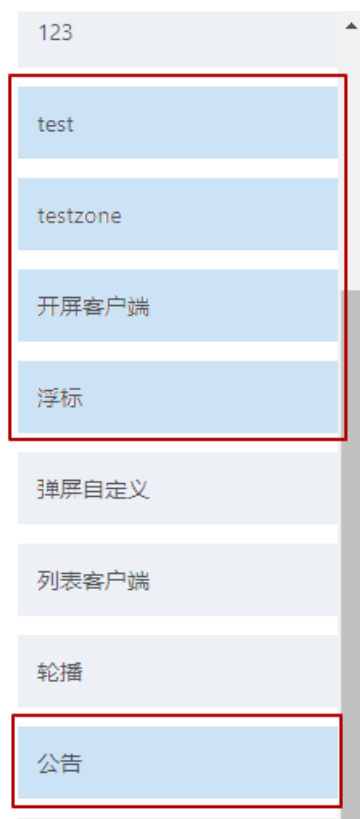 123
test
testzone
开屏客户端
浮标
弹屏自定义
列表客户端
轮播
公告